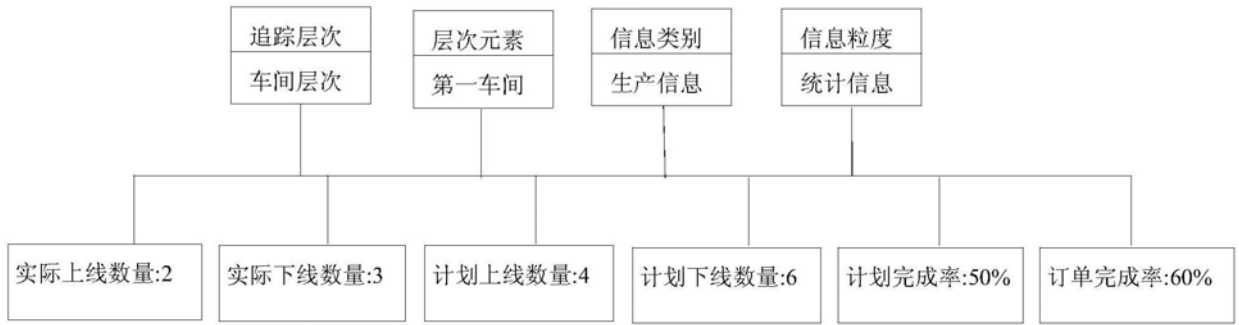 追踪层次
车间层次
层次元素
第一车间
信息类别
生产信息
信息粒度
统计信息
实际上线数量:2
实际下线数量:3
计划上线数量:4
计划下线数量:6
计划完成率:50%
订单完成率:60%